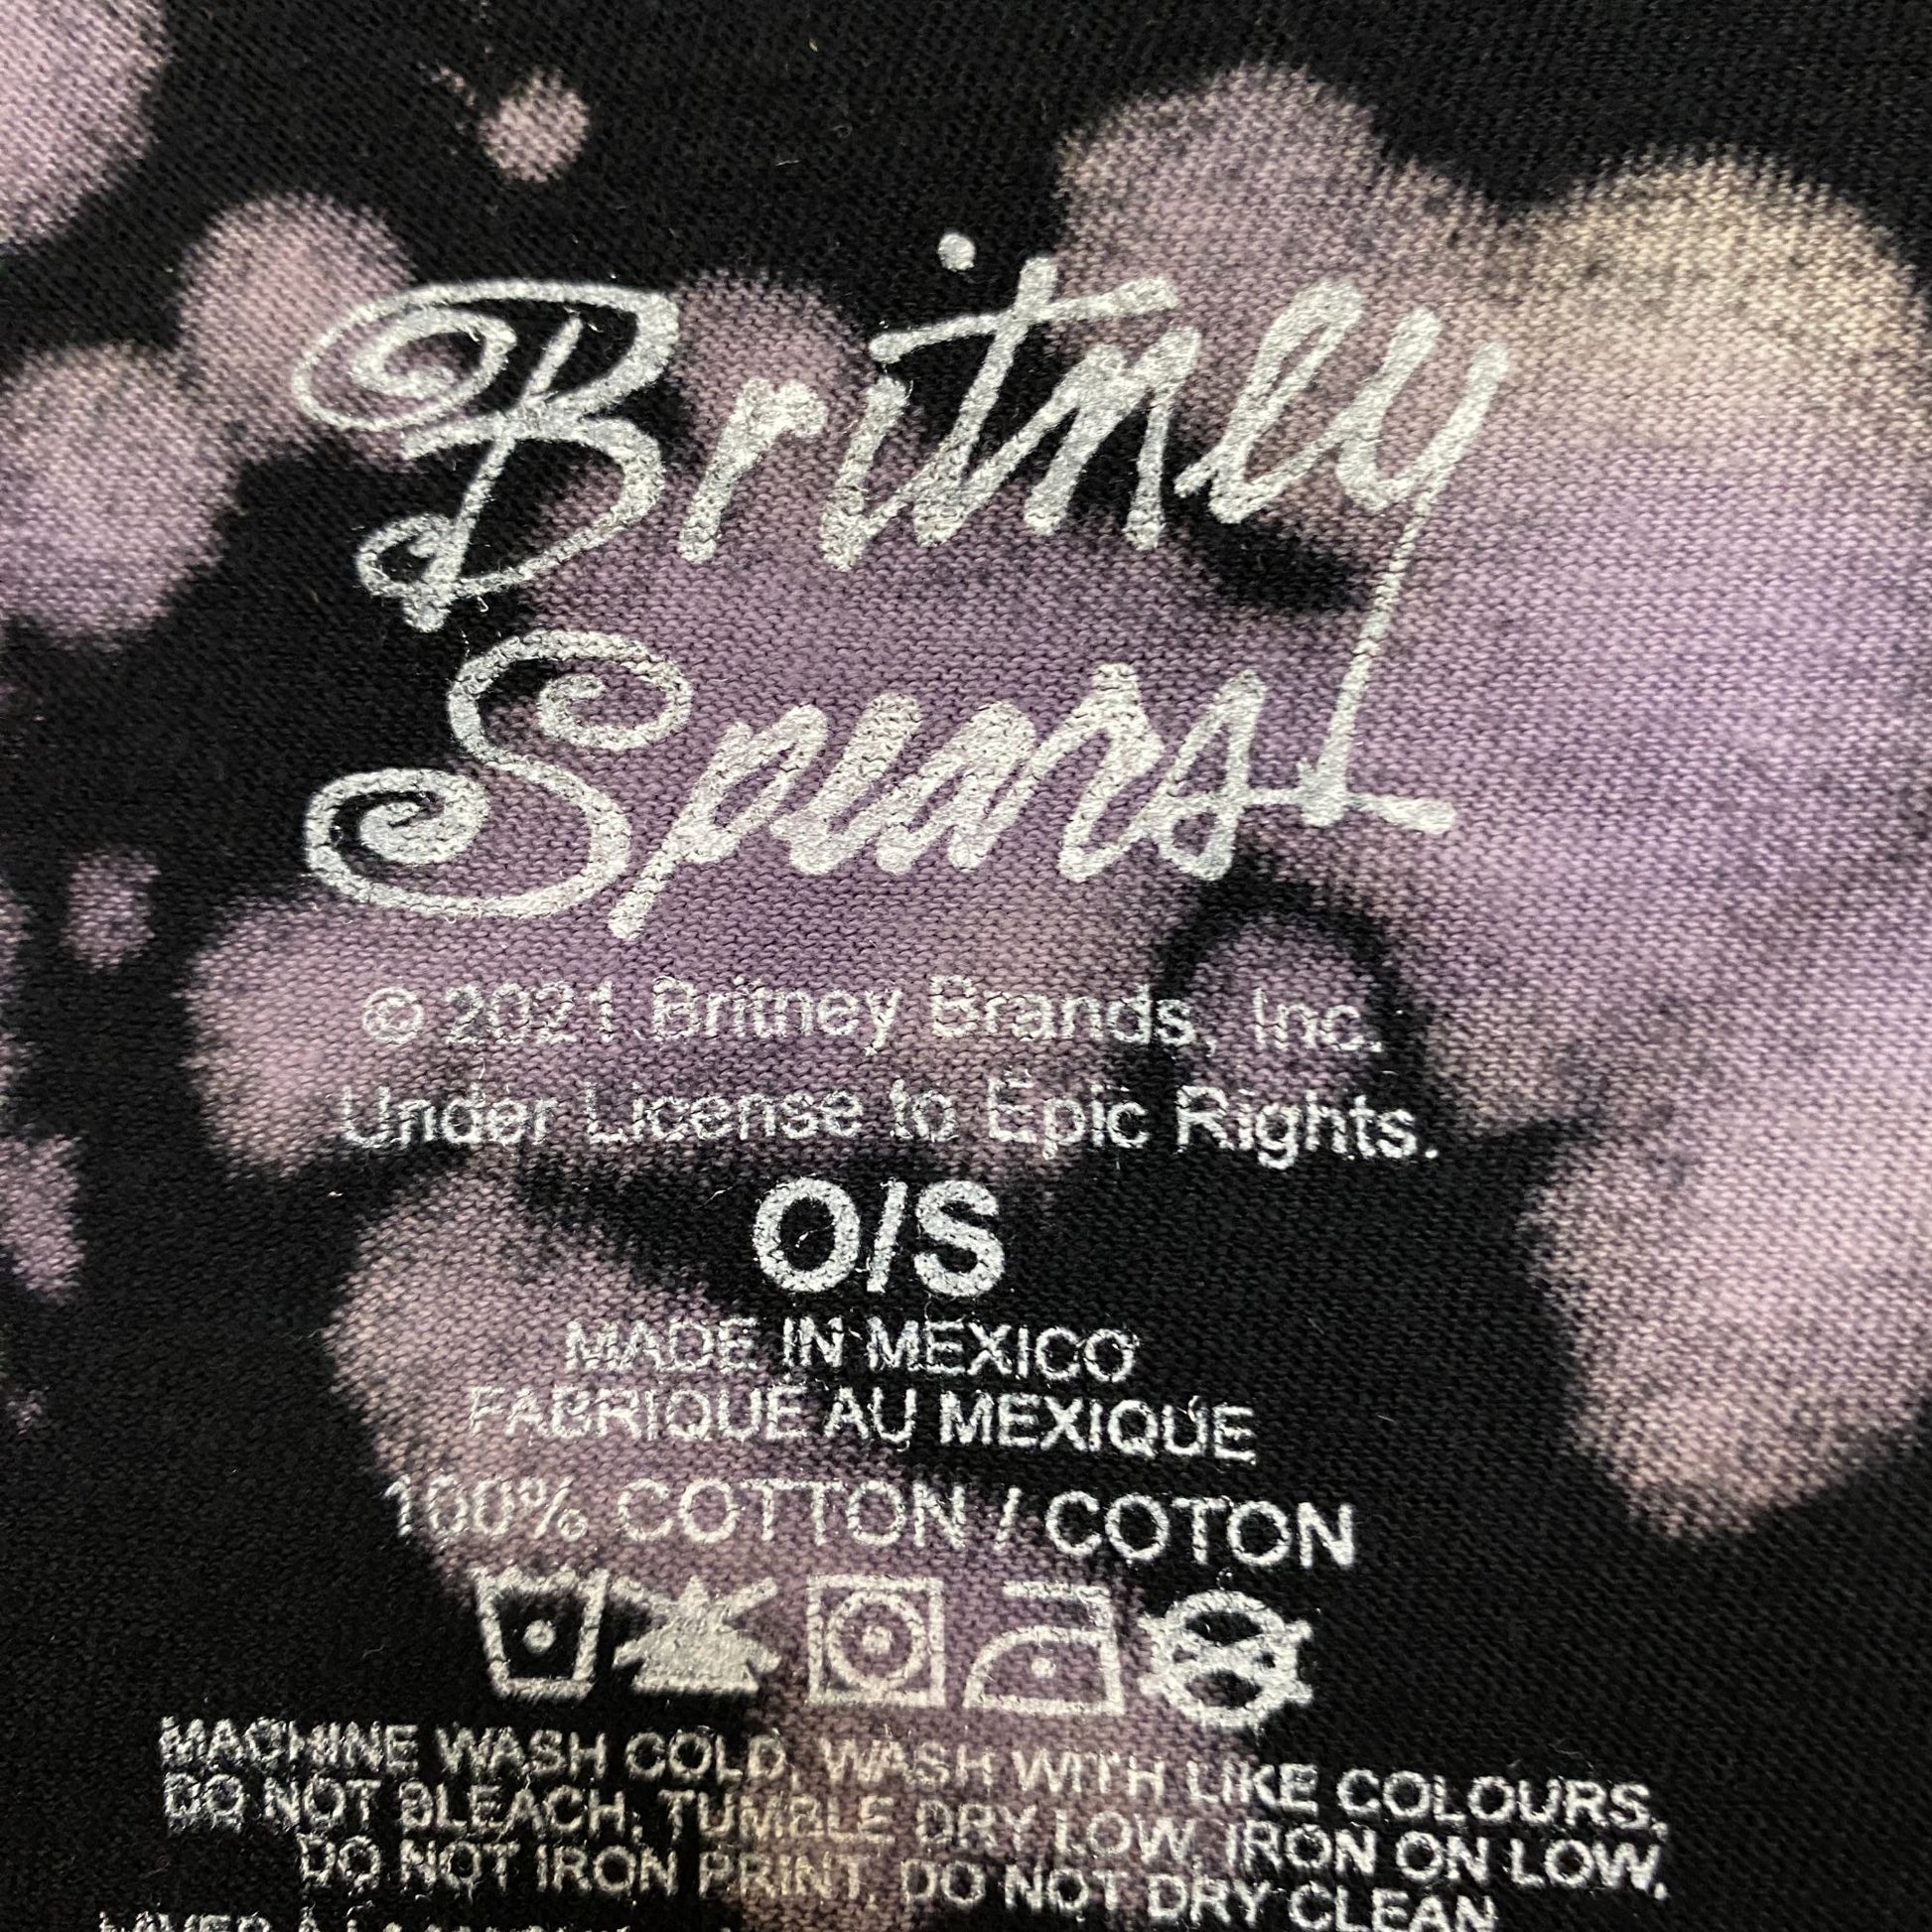 Britney
Spears
© 2021 Britney Brands, Inc.
Under License to Epic Rights.
O/S
MADE IN MEXICO
FABRIQUE AU MEXIQUE
100% COTTON / COTON
MACHINE WASH COLD, WASH WITH LIKE COLOURS,
DO NOT BLEACH, TUMBLE DRY LOW, IRON ON LOW,
DO NOT IRON PRINT, DO NOT DRY CLEAN